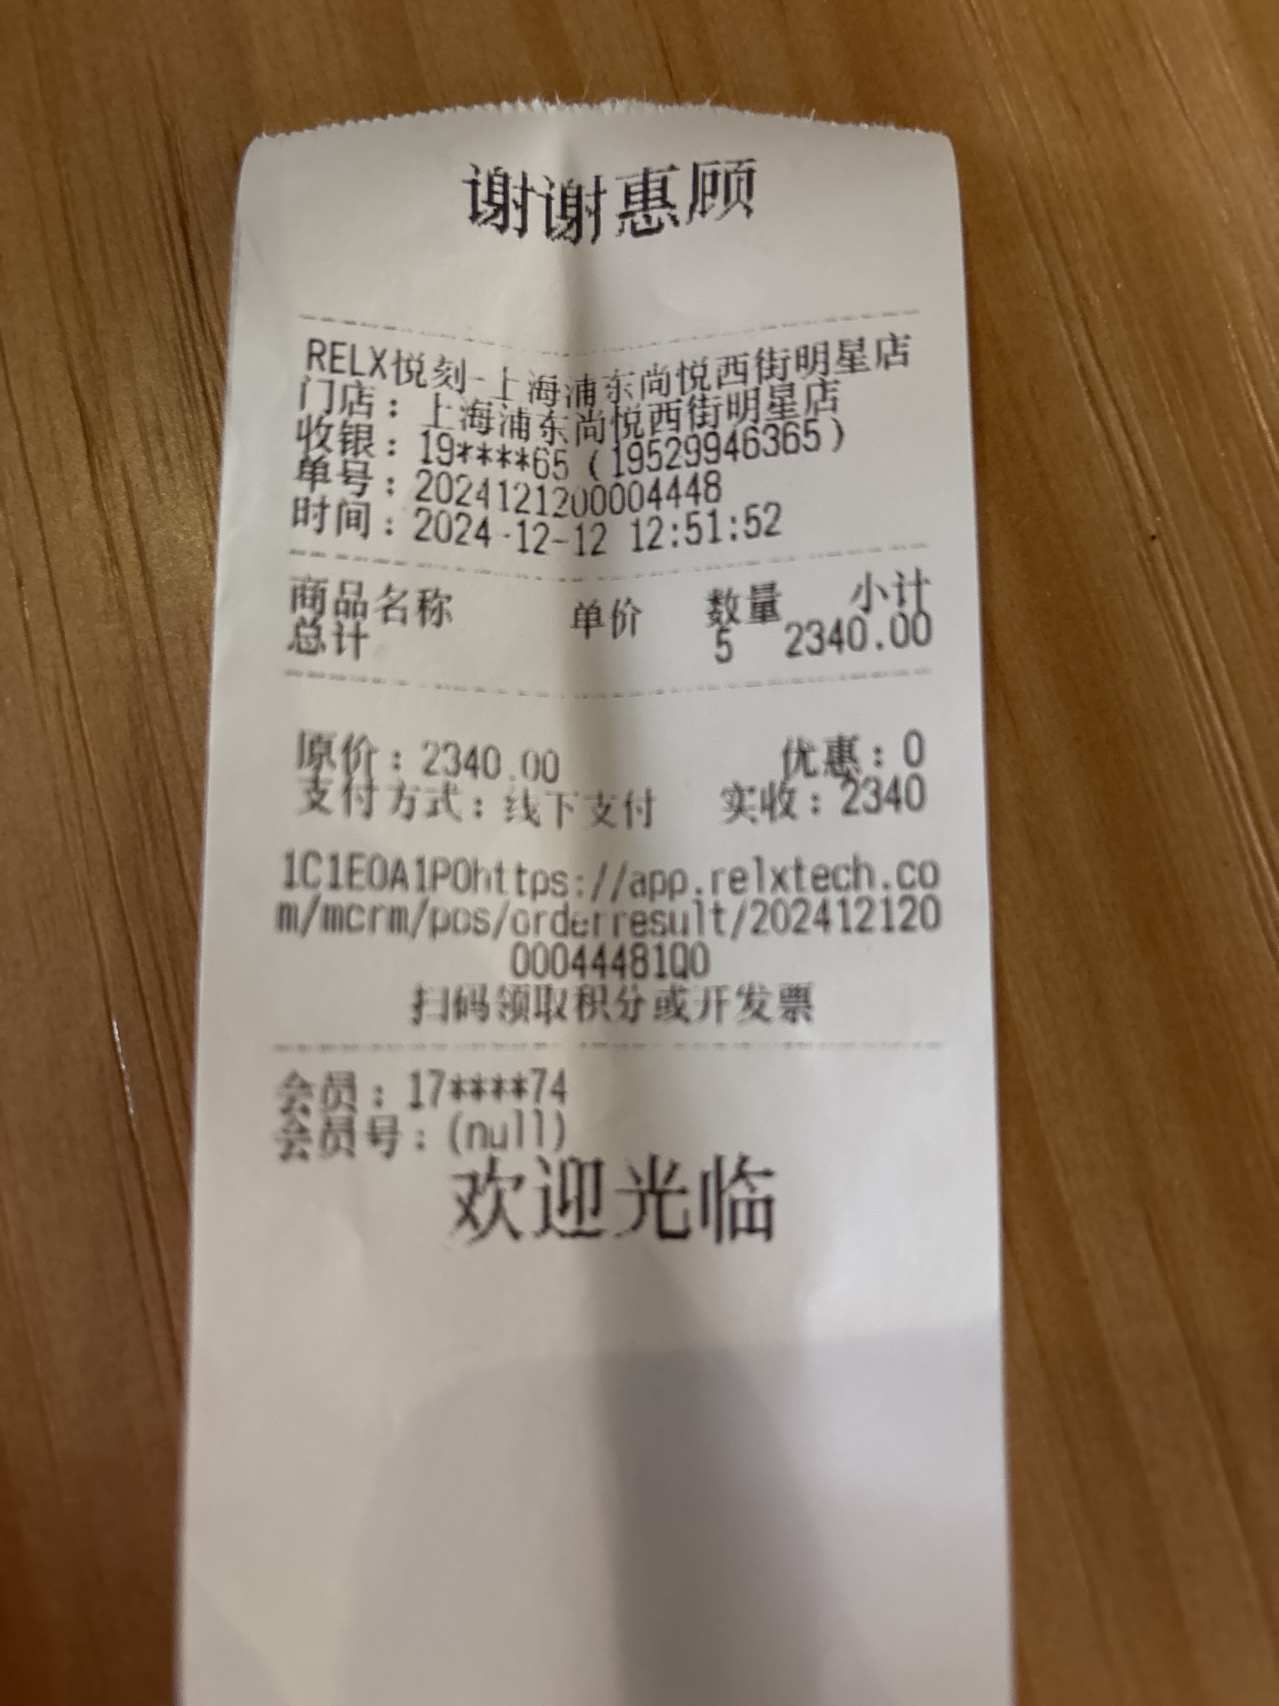 谢谢惠顾
RELX悦刻-上海浦东尚悦西街明星店
门店：上海浦东尚悦西街明星店
收银：19****65（19529946365）
单号：2024121200004448
时间：2024-12-12 12:51:52
商品名称 单价 数量 小计
总计 5 2340.00
原价：2340.00 优惠：0
支付方式：线下支付 实收：2340
1C1E0A1P0https://app.relxtech.co
m/mcrm/pos/orderresult/202412120
00044481Q0
扫码领取积分或开发票
会员：17****74
会员号：(null)
欢迎光临